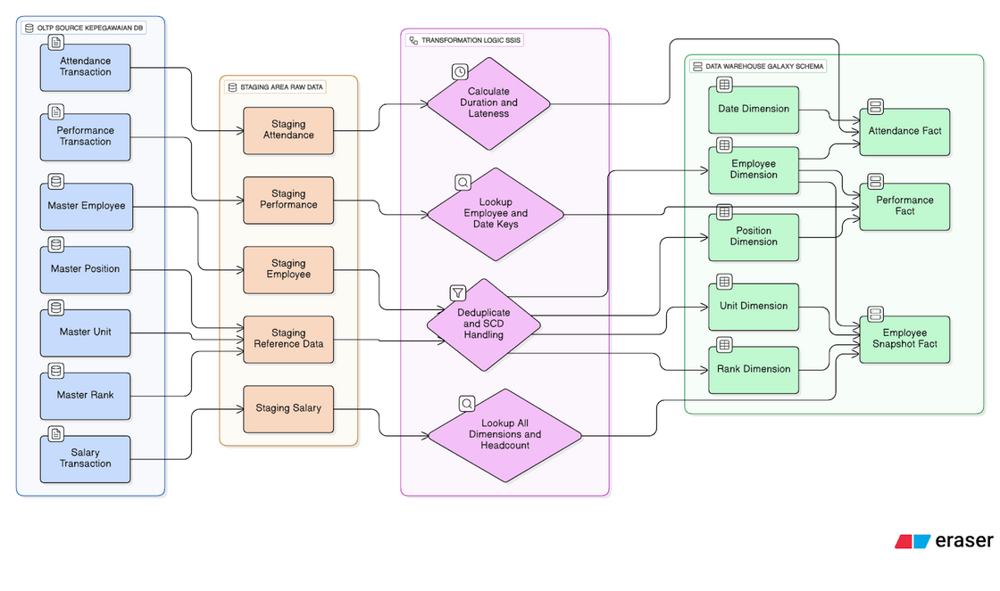 OLTP SOURCE KEPEGAWAIAN DB
Attendance
Transaction
Performance
Transaction
Master Employee
Master Position
Master Unit
Master Rank
Salary
Transaction
STAGING AREA RAW DATA
Staging
Attendance
Staging
Performance
Staging
Employee
Staging
Reference Data
Staging Salary
TRANSFORMATION LOGIC SSIS
Calculate
Duration and
Lateness
Lookup
Employee and
Date Keys
Deduplicate
and SCD
Handling
Lookup All
Dimensions and
Headcount
DATA WAREHOUSE GALAXY SCHEMA
Date Dimension
Employee
Dimension
Position
Dimension
Unit Dimension
Rank Dimension
Attendance Fact
Performance
Fact
Employee
Snapshot Fact
eraser